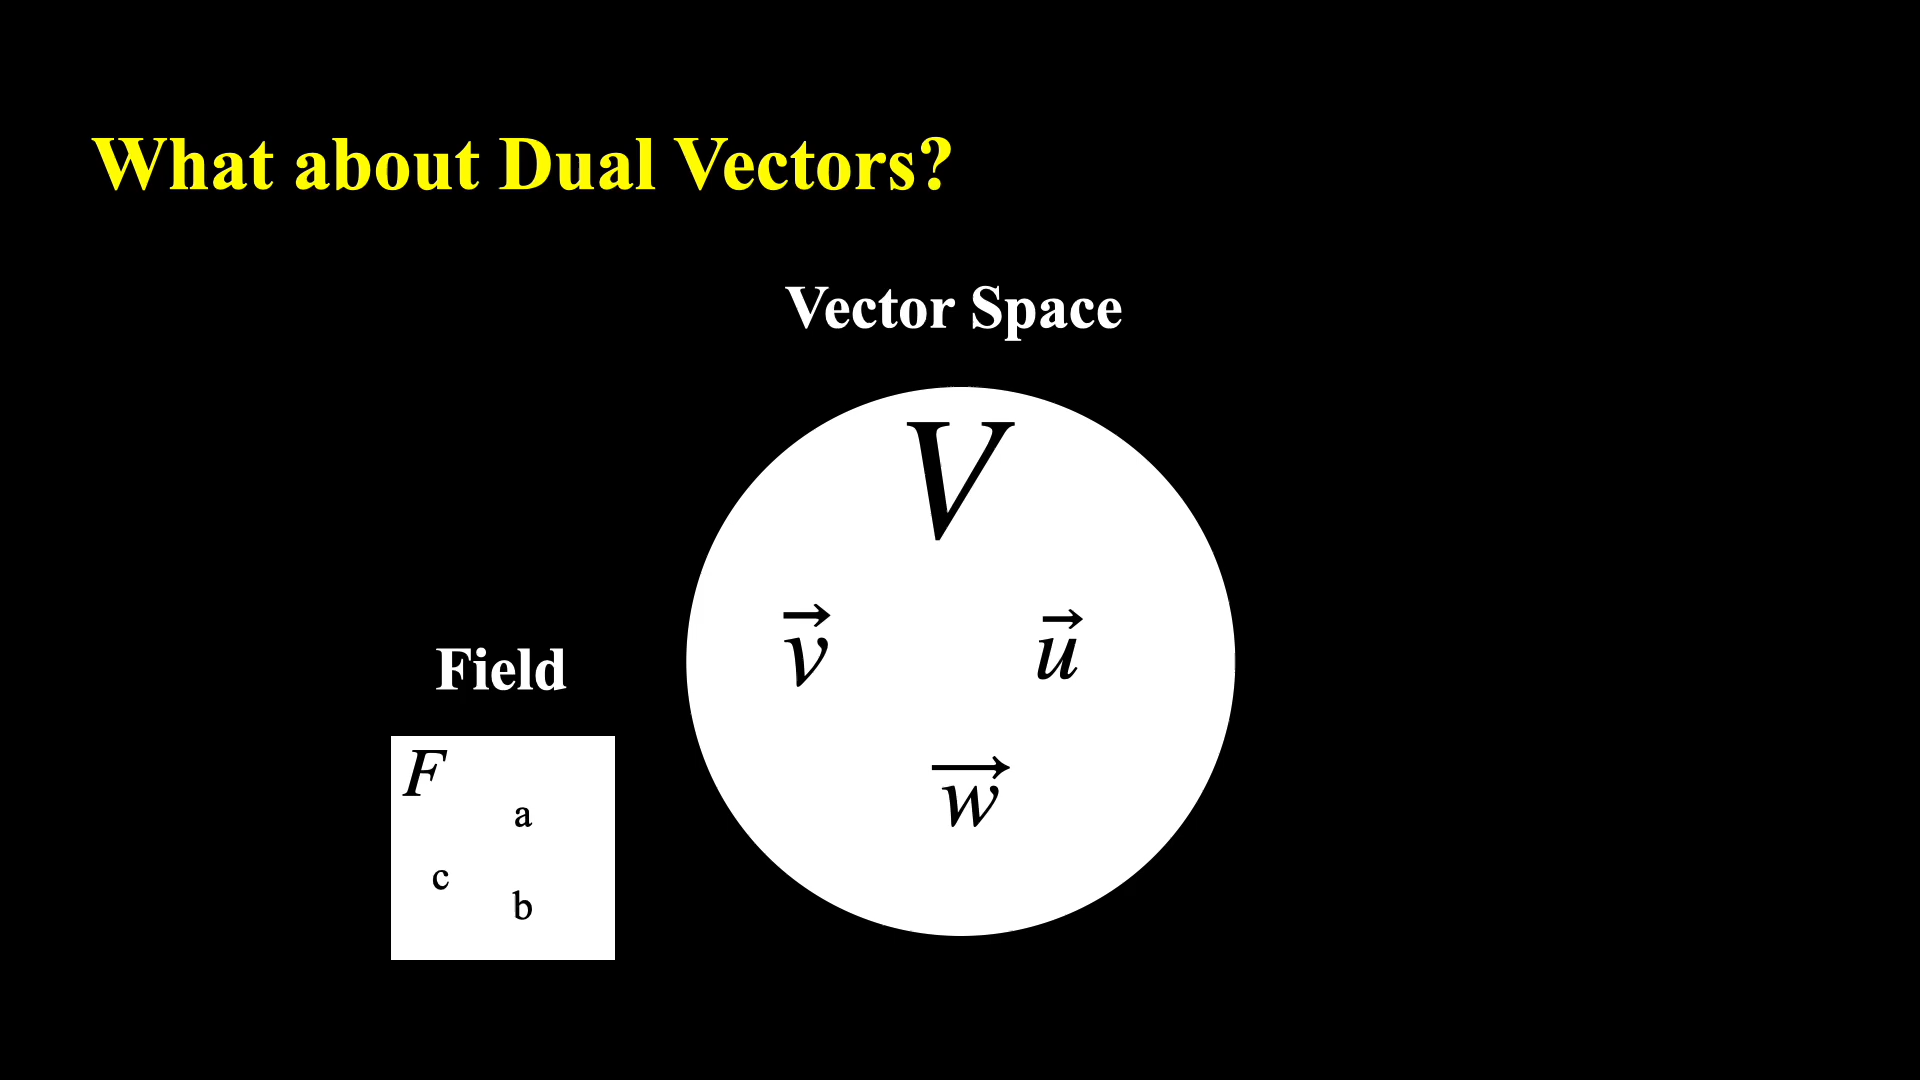 What about Dual Vectors?
Vector Space
V
v⃗ u⃗
w⃗
Field
F
a
c
b